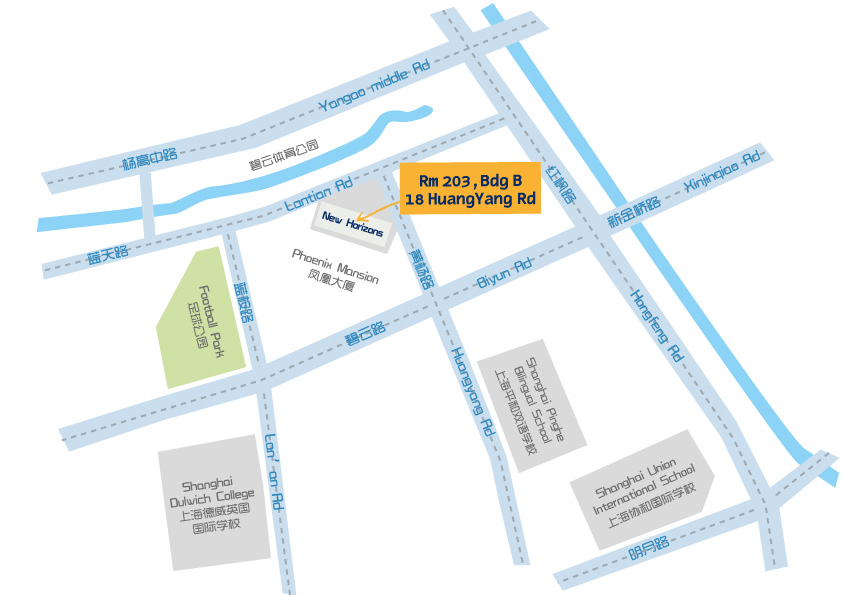 Yangao middle Rd
杨高中路
碧云体育公园
红枫路
Xinjinqiao Rd
新金桥路
Rm 203 , Bdg B
18 HuangYang Rd
Lantian Rd
蓝天路
New Horizons
Phoenix Mansion
凤凰大厦
黄杨路
Biyun Rd
碧云路
蓝桉路
Football Park
足球公园
Hongfeng Rd
Huangyang Rd
Shanghai Pinghe
Bilingual School
上海平和双语学校
Lan' an Rd
Shanghai
Dulwich College
上海德威英国
国际学校
Shanghai Union
International School
上海协和国际学校
明月路